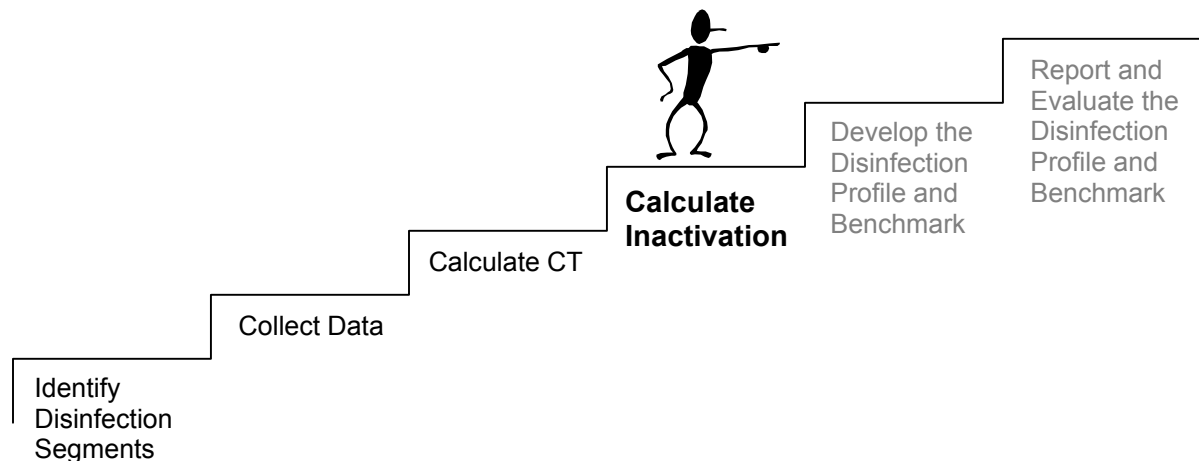 Identify
Disinfection
Segments
Collect Data
Calculate CT
Calculate
Inactivation
Develop the
Disinfection
Profile and
Benchmark
Report and
Evaluate the
Disinfection
Profile and
Benchmark